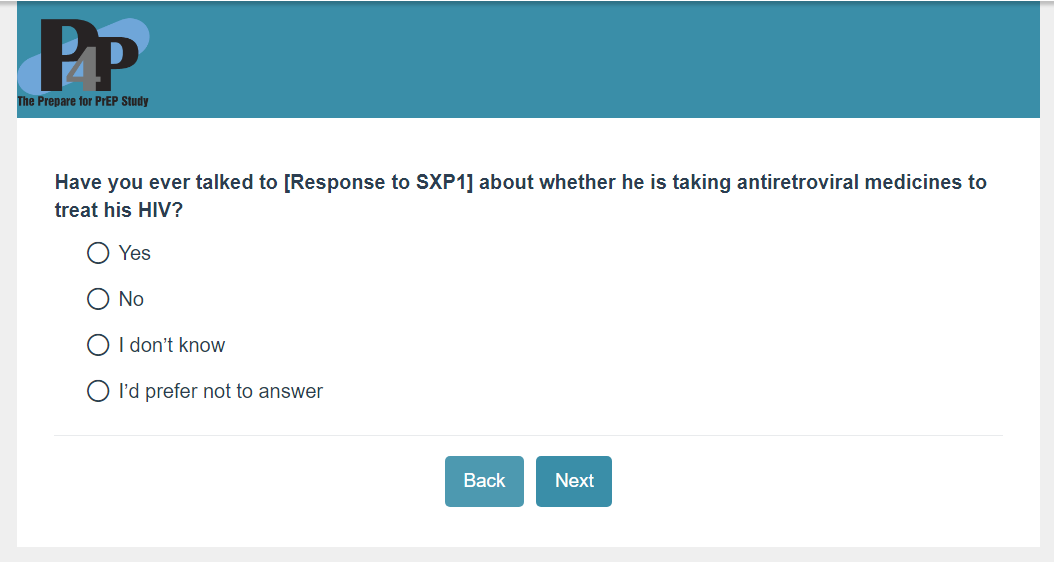 P4P
The Prepare for PrEP Study
Have you ever talked to [Response to SXP1] about whether he is taking antiretroviral medicines to
treat his HIV?
Yes
No
I don’t know
I’d prefer not to answer
Back Next